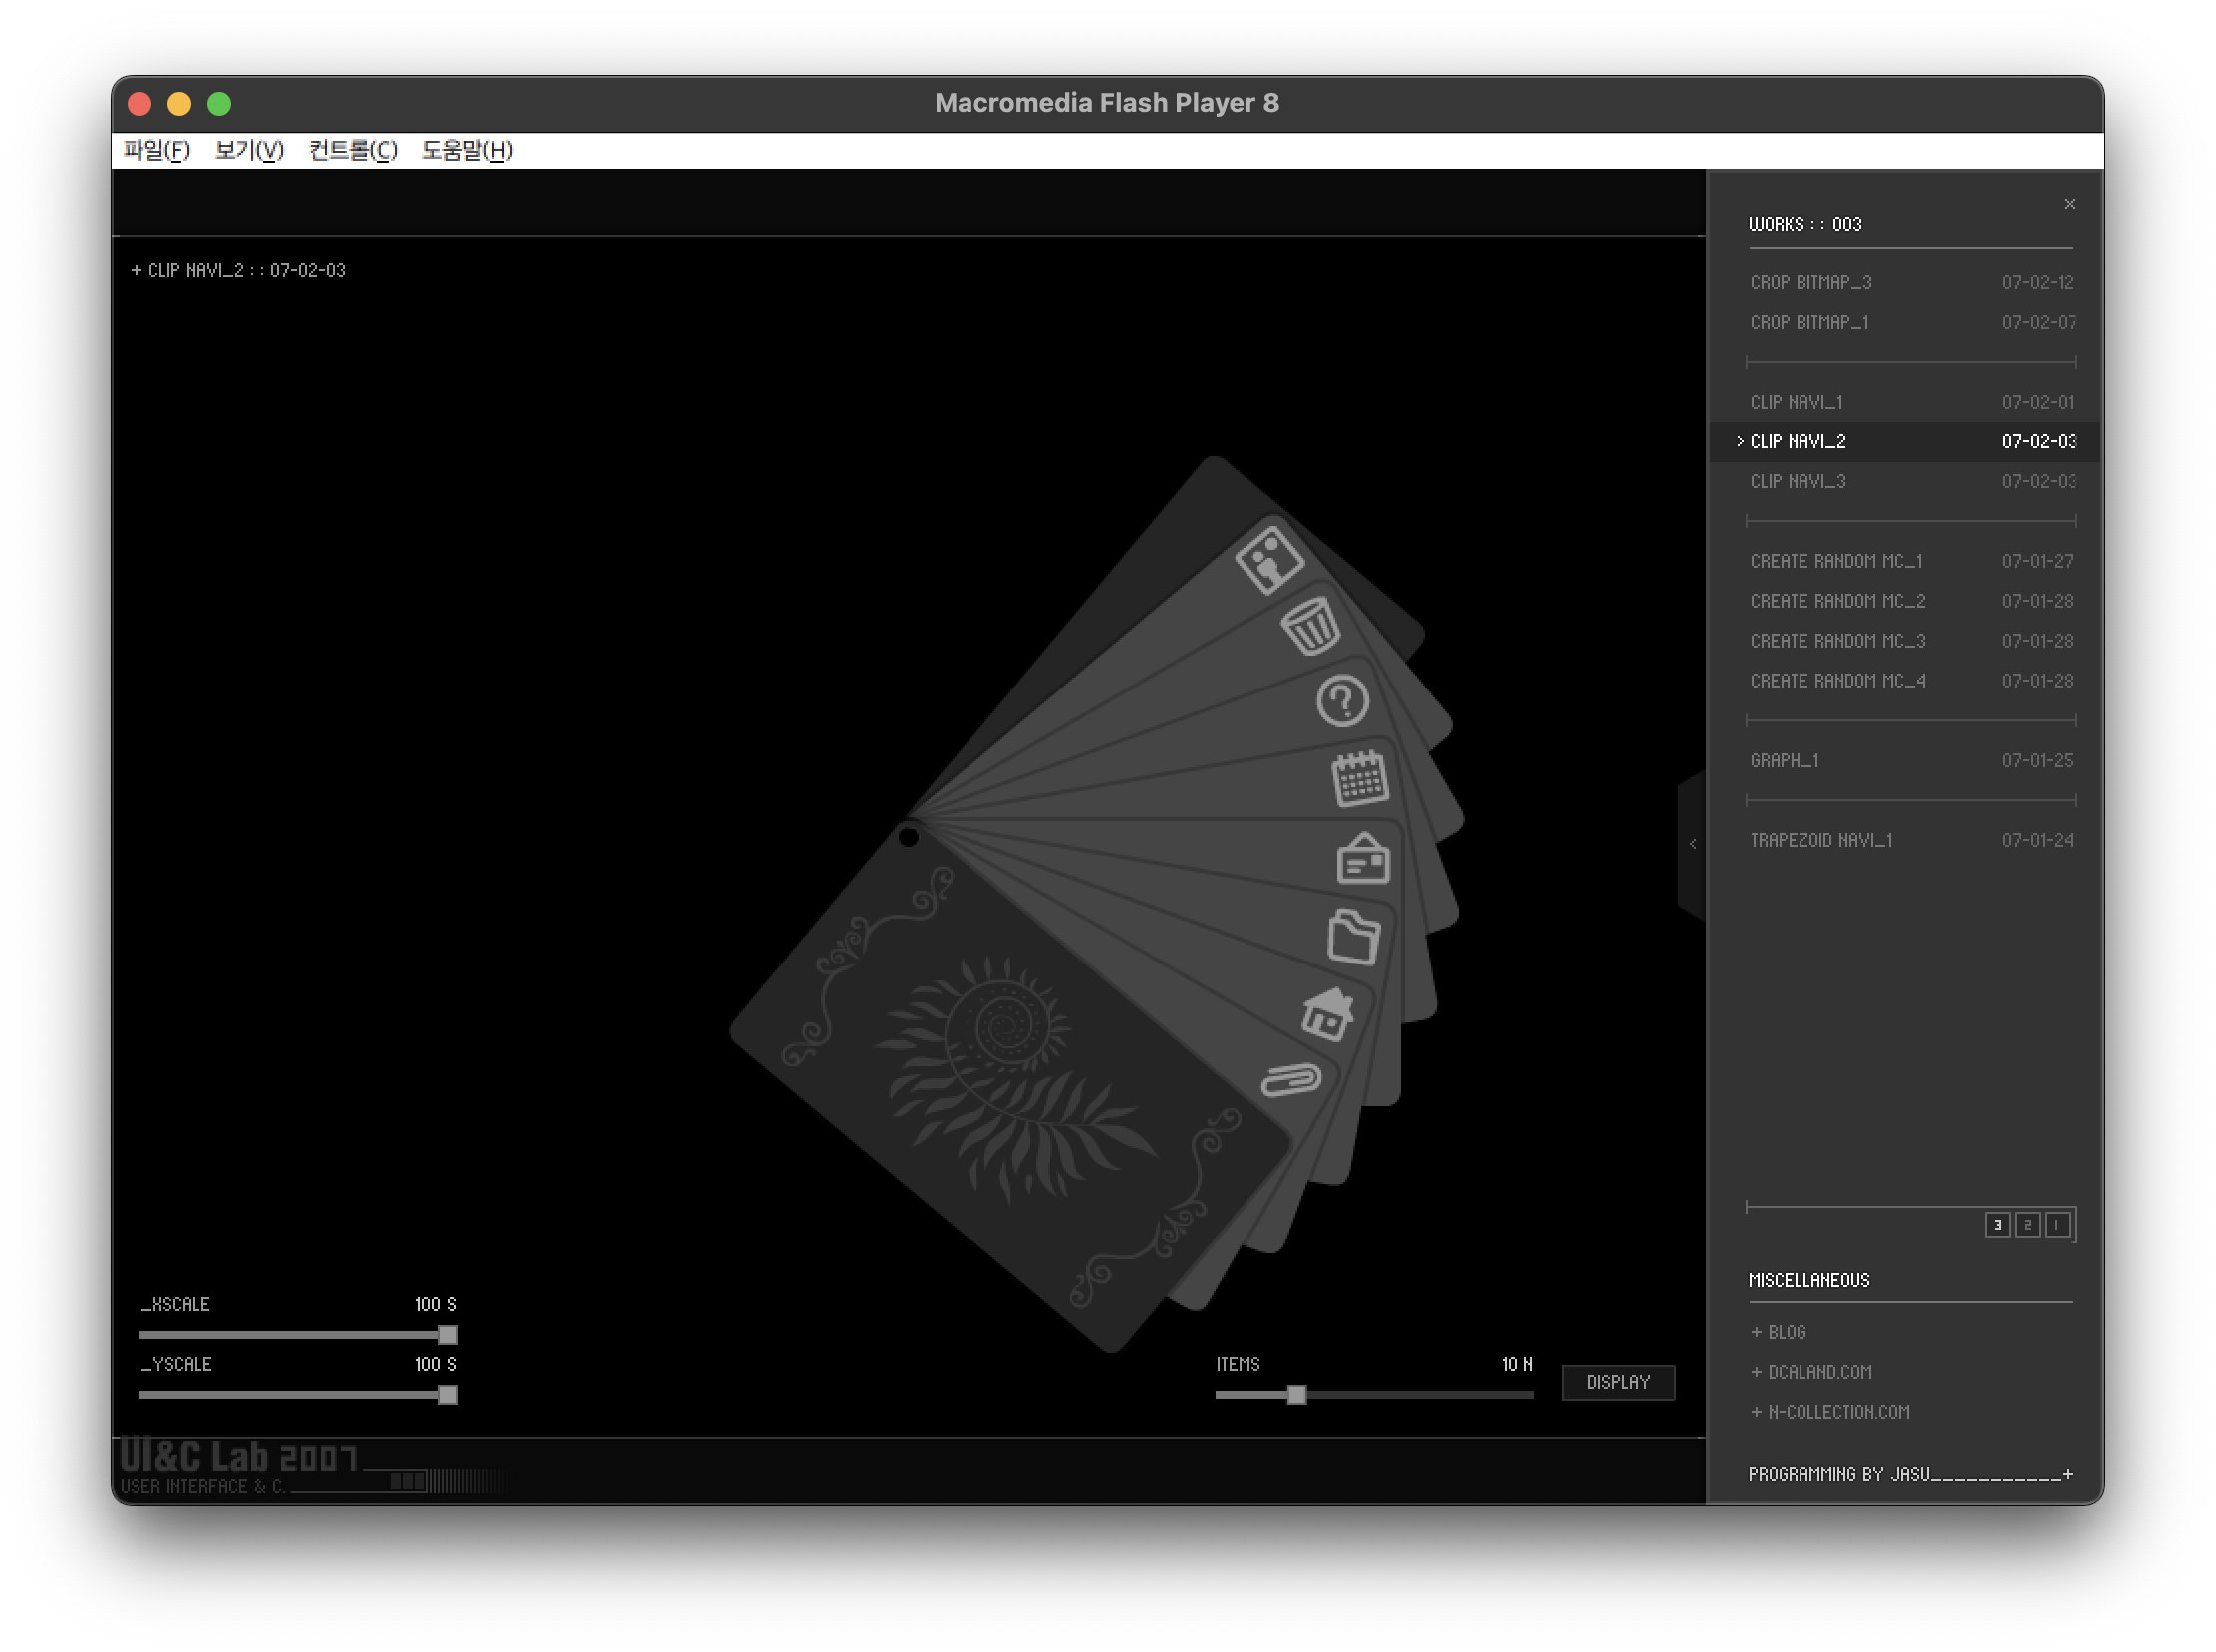 Macromedia Flash Player 8
파일(F) 보기(V) 컨트롤(C) 도움말(H)
+ CLIP NAVI_2 :: 07-02-03
_XSCALE 100 S
_YSCALE 100 S
ITEMS 10 N
DISPLAY
UI&C Lab 2007
USER INTERFACE & C.
×
WORKS :: 003
CROP BITMAP_3 07-02-12
CROP BITMAP_1 07-02-07
CLIP NAVI_1 07-02-01
> CLIP NAVI_2 07-02-03
CLIP NAVI_3 07-02-03
CREATE RANDOM MC_1 07-01-27
CREATE RANDOM MC_2 07-01-28
CREATE RANDOM MC_3 07-01-28
CREATE RANDOM MC_4 07-01-28
GRAPH_1 07-01-25
<
TRAPEZOID NAVI_1 07-01-24
3 2 1
MISCELLANEOUS
+ BLOG
+ DCALAND.COM
+ N-COLLECTION.COM
PROGRAMMING BY JASU___________+